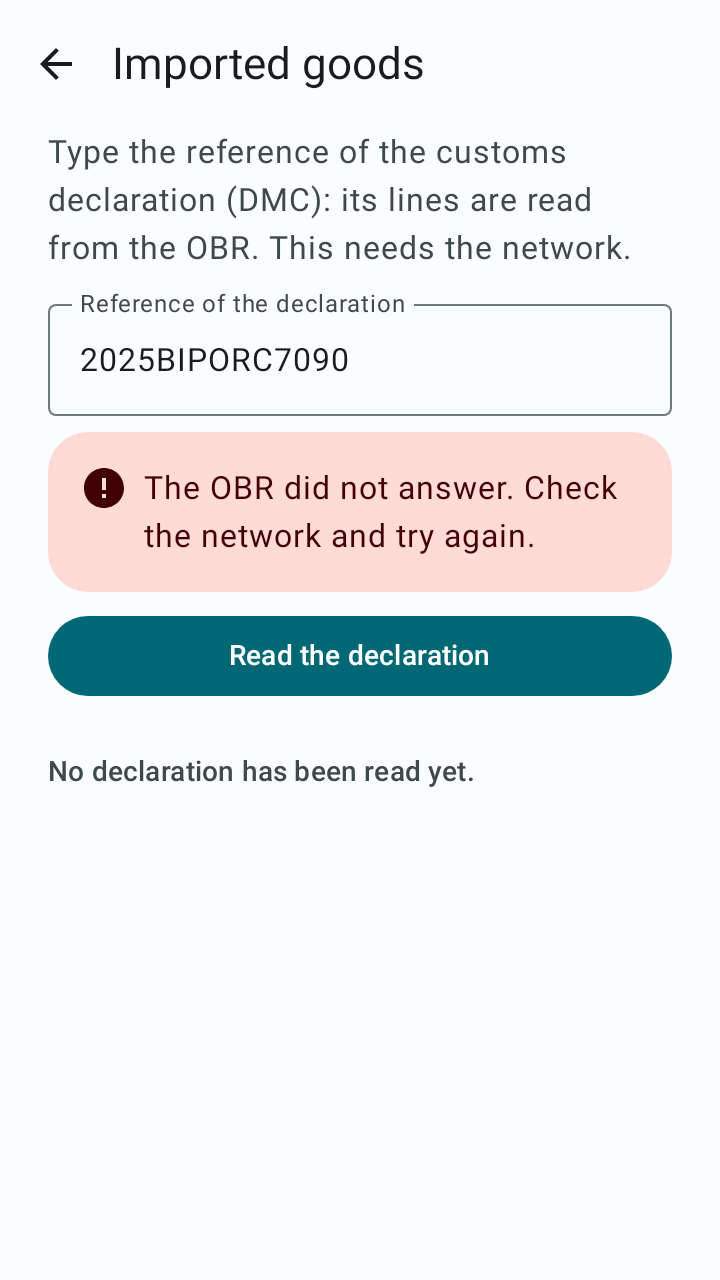 Imported goods
Type the reference of the customs
declaration (DMC): its lines are read
from the OBR. This needs the network.
Reference of the declaration
2025BIPORC7090
The OBR did not answer. Check
the network and try again.
Read the declaration
No declaration has been read yet.